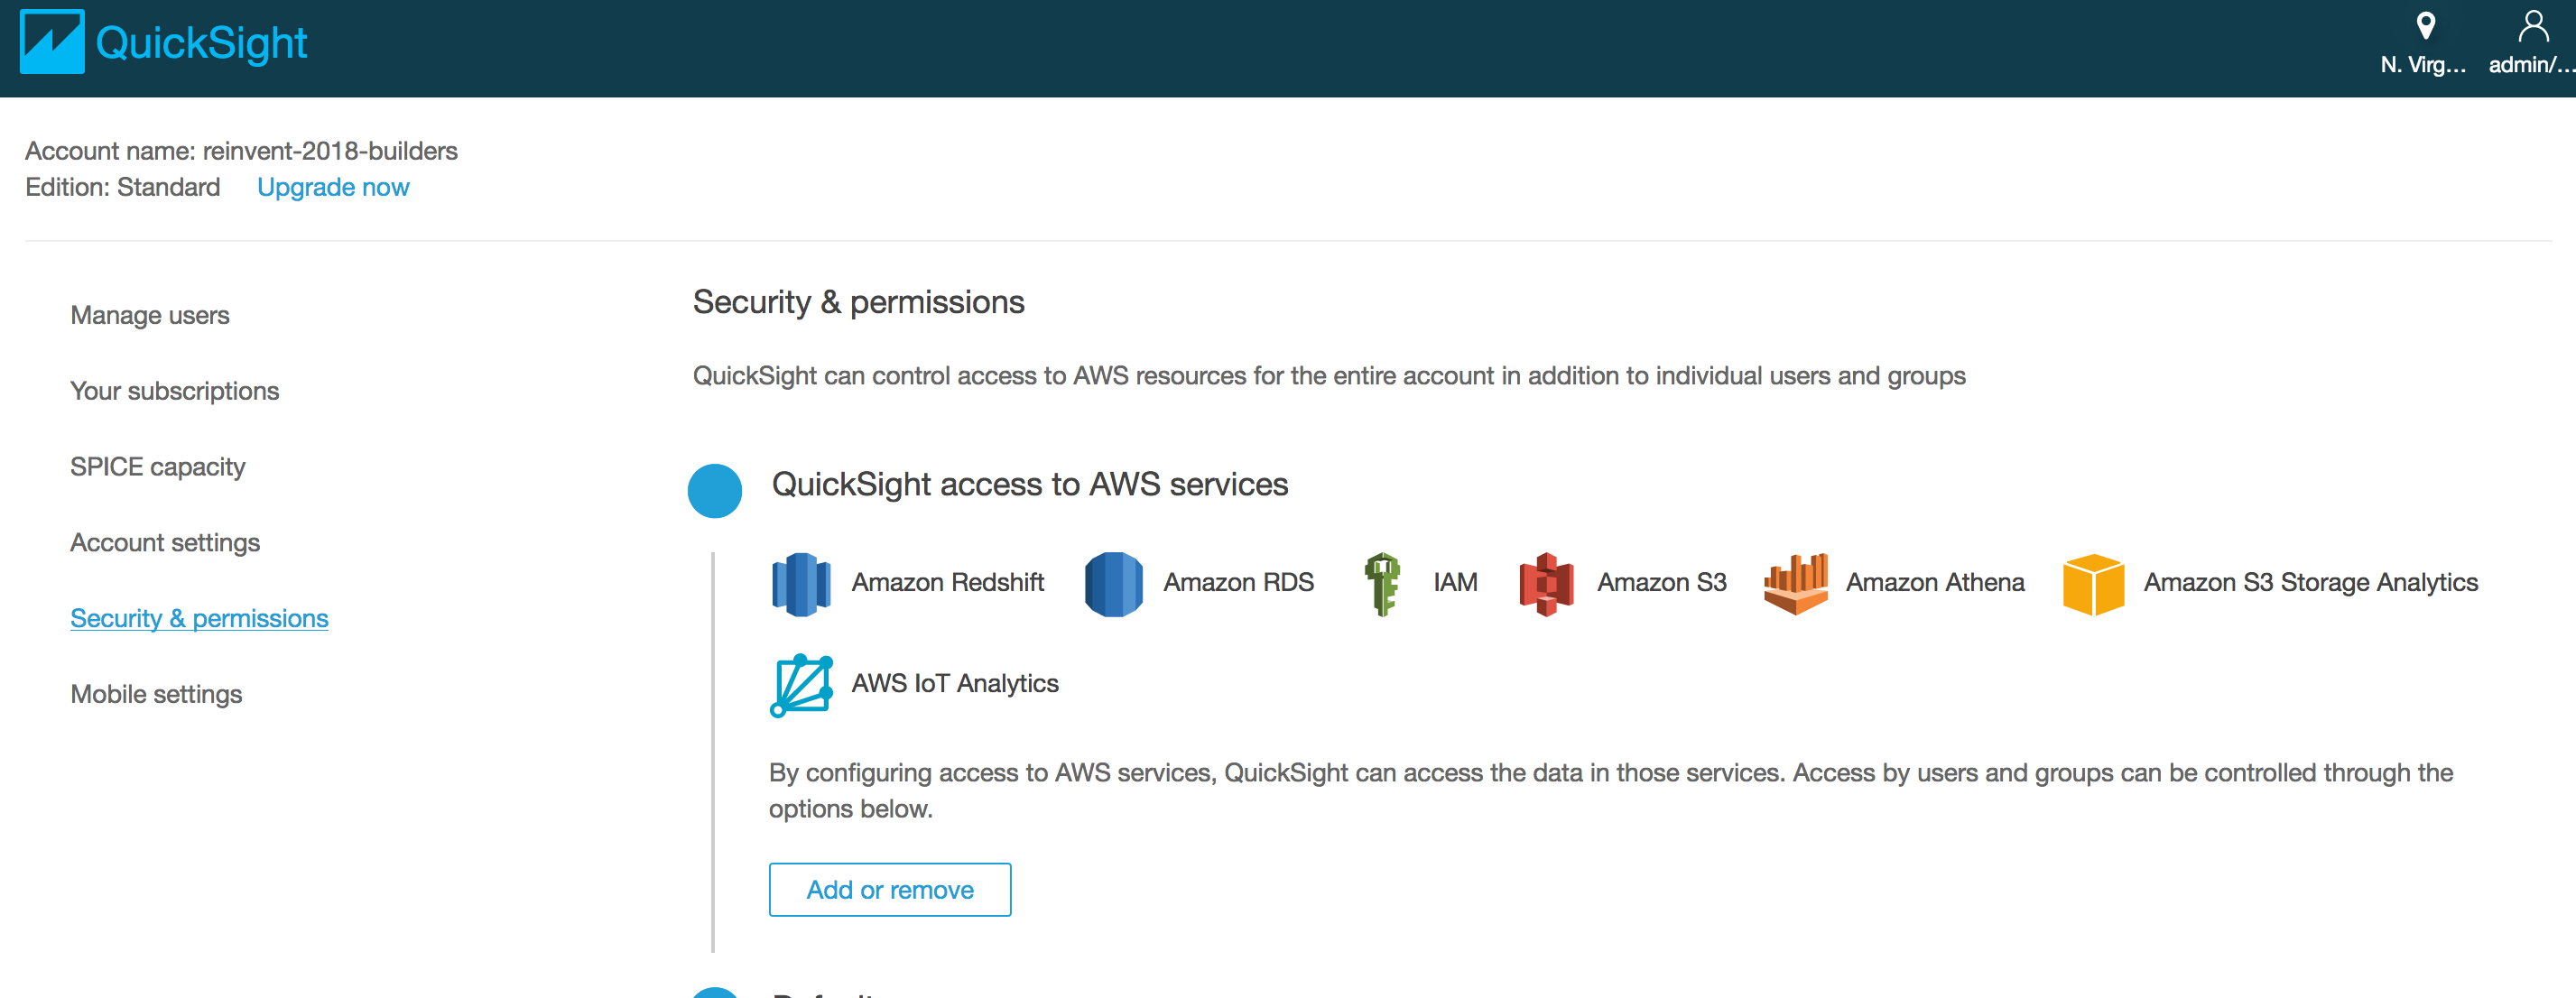 QuickSight
N. Virg...
admin/...
Account name: reinvent-2018-builders
Edition: Standard Upgrade now
Manage users
Your subscriptions
SPICE capacity
Account settings
Security & permissions
Mobile settings
Security & permissions
QuickSight can control access to AWS resources for the entire account in addition to individual users and groups
QuickSight access to AWS services
Amazon Redshift Amazon RDS IAM Amazon S3 Amazon Athena Amazon S3 Storage Analytics
AWS IoT Analytics
By configuring access to AWS services, QuickSight can access the data in those services. Access by users and groups can be controlled through the
options below.
Add or remove